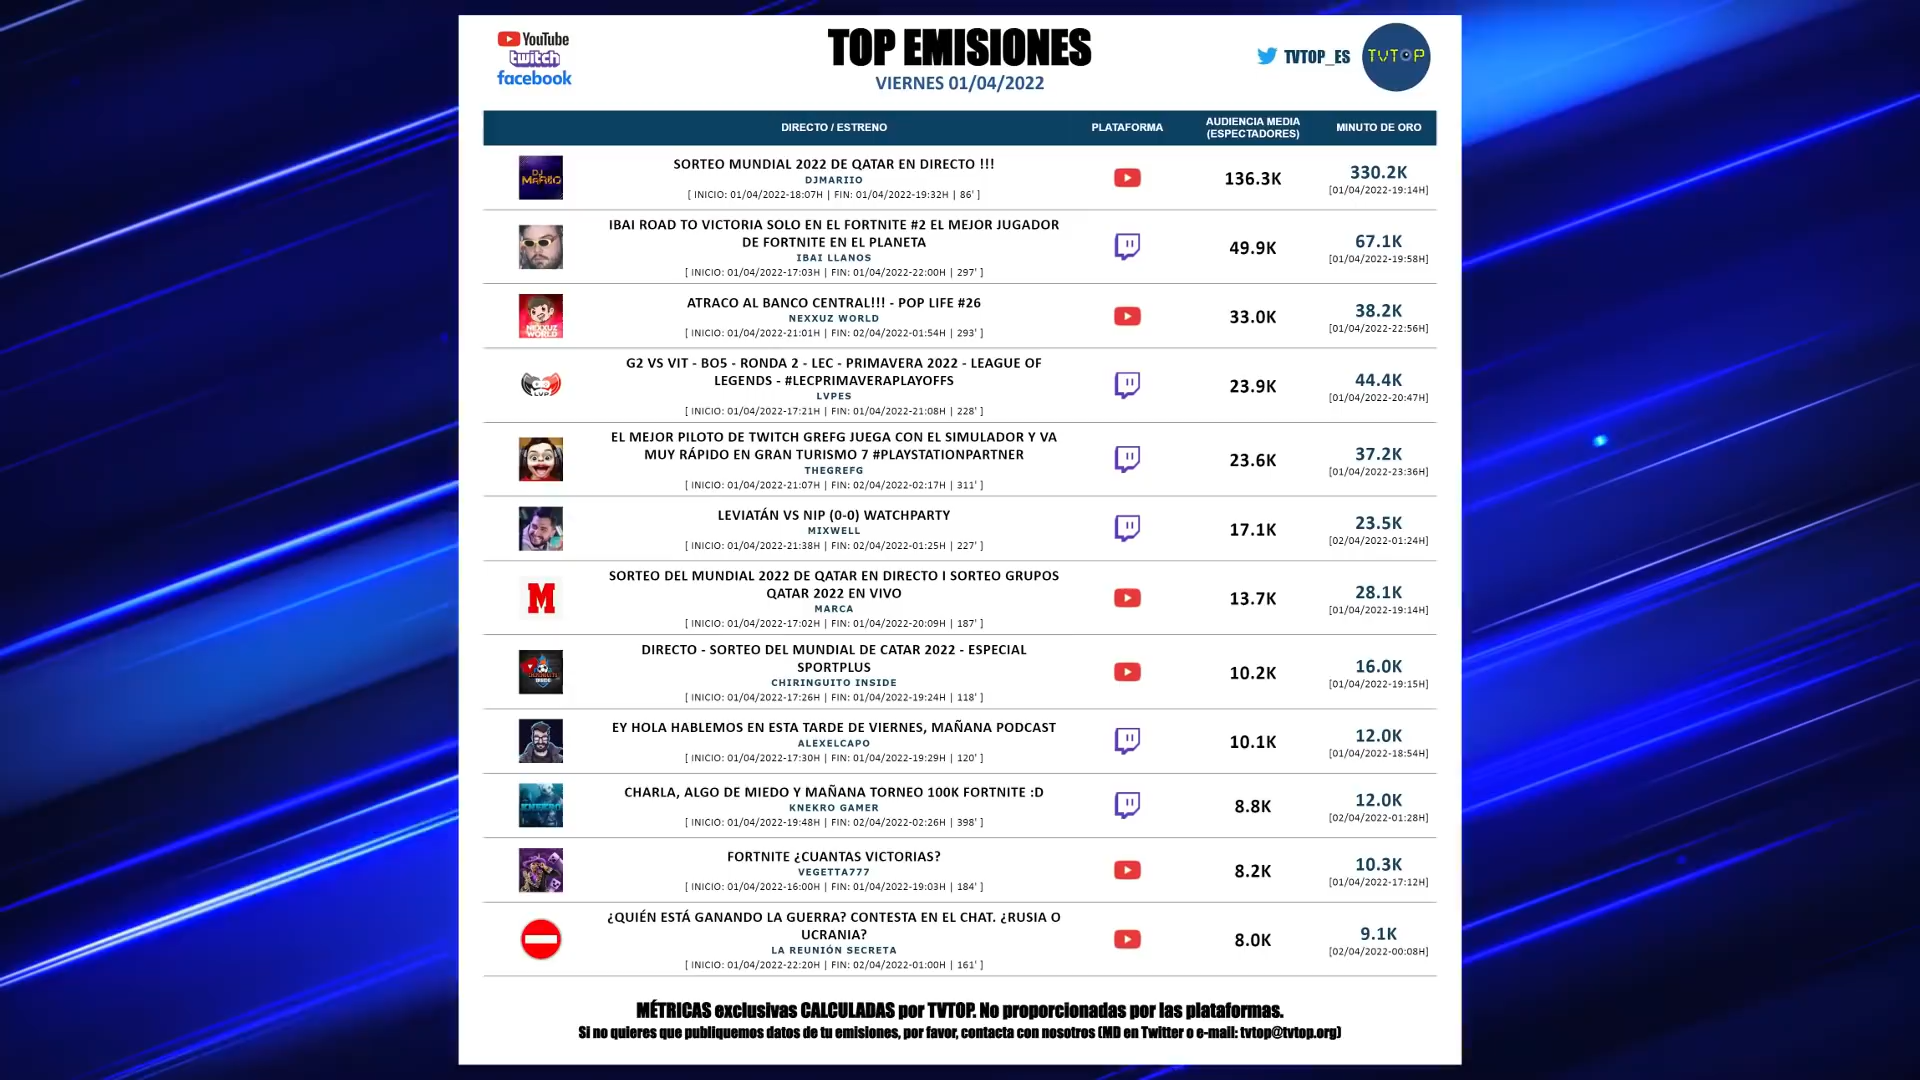 YouTube
twitch
facebook
TOP EMISIONES
VIERNES 01/04/2022
TVTOP_ES
TVTOP
DIRECTO / ESTRENO
PLATAFORMA
AUDIENCIA MEDIA
(ESPECTADORES)
MINUTO DE ORO
DJ
MARIIO
SORTEO MUNDIAL 2022 DE QATAR EN DIRECTO !!!
DJMARIIO
[ INICIO: 01/04/2022-18:07H | FIN: 01/04/2022-19:32H | 86' ]
136.3K
330.2K
[01/04/2022-19:14H]
IBAI ROAD TO VICTORIA SOLO EN EL FORTNITE #2 EL MEJOR JUGADOR
DE FORTNITE EN EL PLANETA
IBAI LLANOS
[ INICIO: 01/04/2022-17:03H | FIN: 01/04/2022-22:00H | 297' ]
49.9K
67.1K
[01/04/2022-19:58H]
NEXXUZ
WORLD
ATRACO AL BANCO CENTRAL!!! - POP LIFE #26
NEXXUZ WORLD
[ INICIO: 01/04/2022-21:01H | FIN: 02/04/2022-01:54H | 293' ]
33.0K
38.2K
[01/04/2022-22:56H]
LVP
G2 VS VIT - BO5 - RONDA 2 - LEC - PRIMAVERA 2022 - LEAGUE OF
LEGENDS - #LECPRIMAVERAPLAYOFFS
LVPES
[ INICIO: 01/04/2022-17:21H | FIN: 01/04/2022-21:08H | 228' ]
23.9K
44.4K
[01/04/2022-20:47H]
EL MEJOR PILOTO DE TWITCH GREFG JUEGA CON EL SIMULADOR Y VA
MUY RÁPIDO EN GRAN TURISMO 7 #PLAYSTATIONPARTNER
THEGREFG
[ INICIO: 01/04/2022-21:07H | FIN: 02/04/2022-02:17H | 311' ]
23.6K
37.2K
[01/04/2022-23:36H]
LEVIATÁN VS NIP (0-0) WATCHPARTY
MIXWELL
[ INICIO: 01/04/2022-21:38H | FIN: 02/04/2022-01:25H | 227' ]
17.1K
23.5K
[02/04/2022-01:24H]
M
SORTEO DEL MUNDIAL 2022 DE QATAR EN DIRECTO I SORTEO GRUPOS
QATAR 2022 EN VIVO
MARCA
[ INICIO: 01/04/2022-17:02H | FIN: 01/04/2022-20:09H | 187' ]
13.7K
28.1K
[01/04/2022-19:14H]
DIRECTO - SORTEO DEL MUNDIAL DE CATAR 2022 - ESPECIAL
SPORTPLUS
CHIRINGUITO INSIDE
[ INICIO: 01/04/2022-17:26H | FIN: 01/04/2022-19:24H | 118' ]
10.2K
16.0K
[01/04/2022-19:15H]
EY HOLA HABLEMOS EN ESTA TARDE DE VIERNES, MAÑANA PODCAST
ALEXELCAPO
[ INICIO: 01/04/2022-17:30H | FIN: 01/04/2022-19:29H | 120' ]
10.1K
12.0K
[01/04/2022-18:54H]
KNEKRO
CHARLA, ALGO DE MIEDO Y MAÑANA TORNEO 100K FORTNITE :D
KNEKRO GAMER
[ INICIO: 01/04/2022-19:48H | FIN: 02/04/2022-02:26H | 398' ]
8.8K
12.0K
[02/04/2022-01:28H]
FORTNITE ¿CUANTAS VICTORIAS?
VEGETTA777
[ INICIO: 01/04/2022-16:00H | FIN: 01/04/2022-19:03H | 184' ]
8.2K
10.3K
[01/04/2022-17:12H]
¿QUIÉN ESTÁ GANANDO LA GUERRA? CONTESTA EN EL CHAT. ¿RUSIA O
UCRANIA?
LA REUNIÓN SECRETA
[ INICIO: 01/04/2022-22:20H | FIN: 02/04/2022-01:00H | 161' ]
8.0K
9.1K
[02/04/2022-00:08H]
MÉTRICAS exclusivas CALCULADAS por TVTOP. No proporcionadas por las plataformas.
Si no quieres que publiquemos datos de tu emisiones, por favor, contacta con nosotros (MD en Twitter o e-mail: tvtop@tvtop.org)